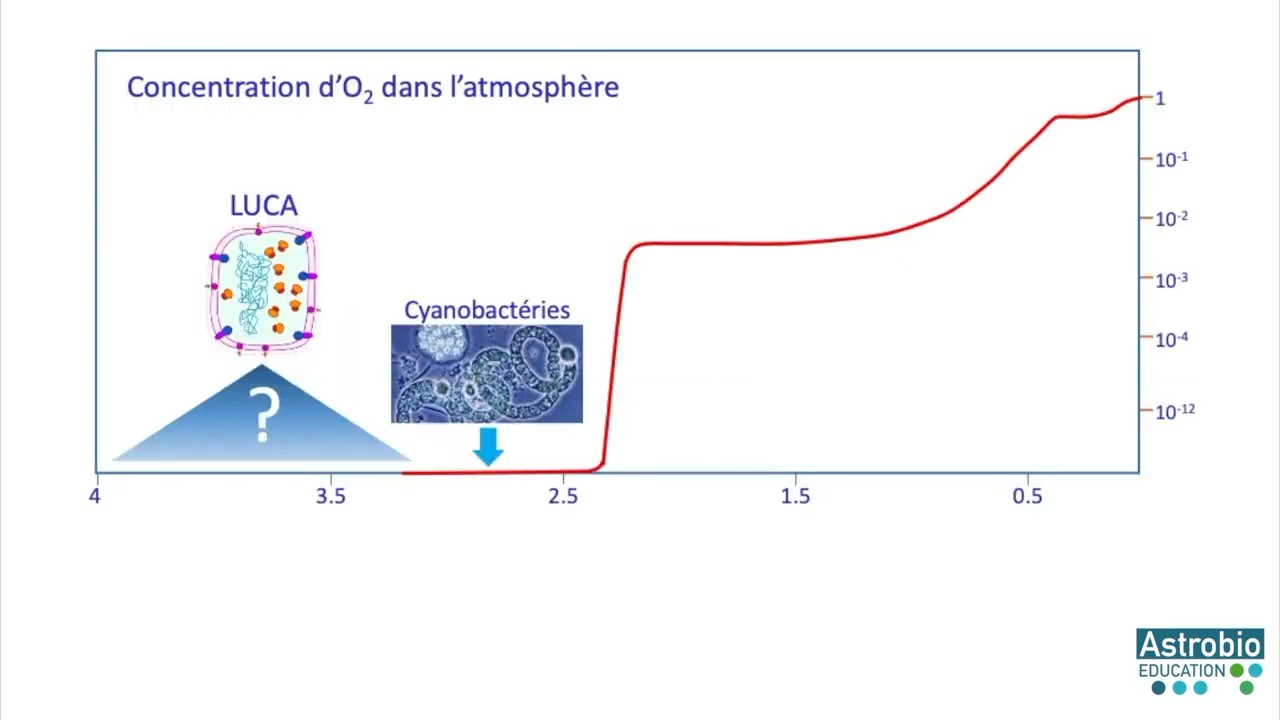 Concentration d’O2 dans l’atmosphère
1
10-1
LUCA
10-2
10-3
Cyanobactéries
10-4
?
10-12
4
3.5
2.5
1.5
0.5
Astrobio
EDUCATION